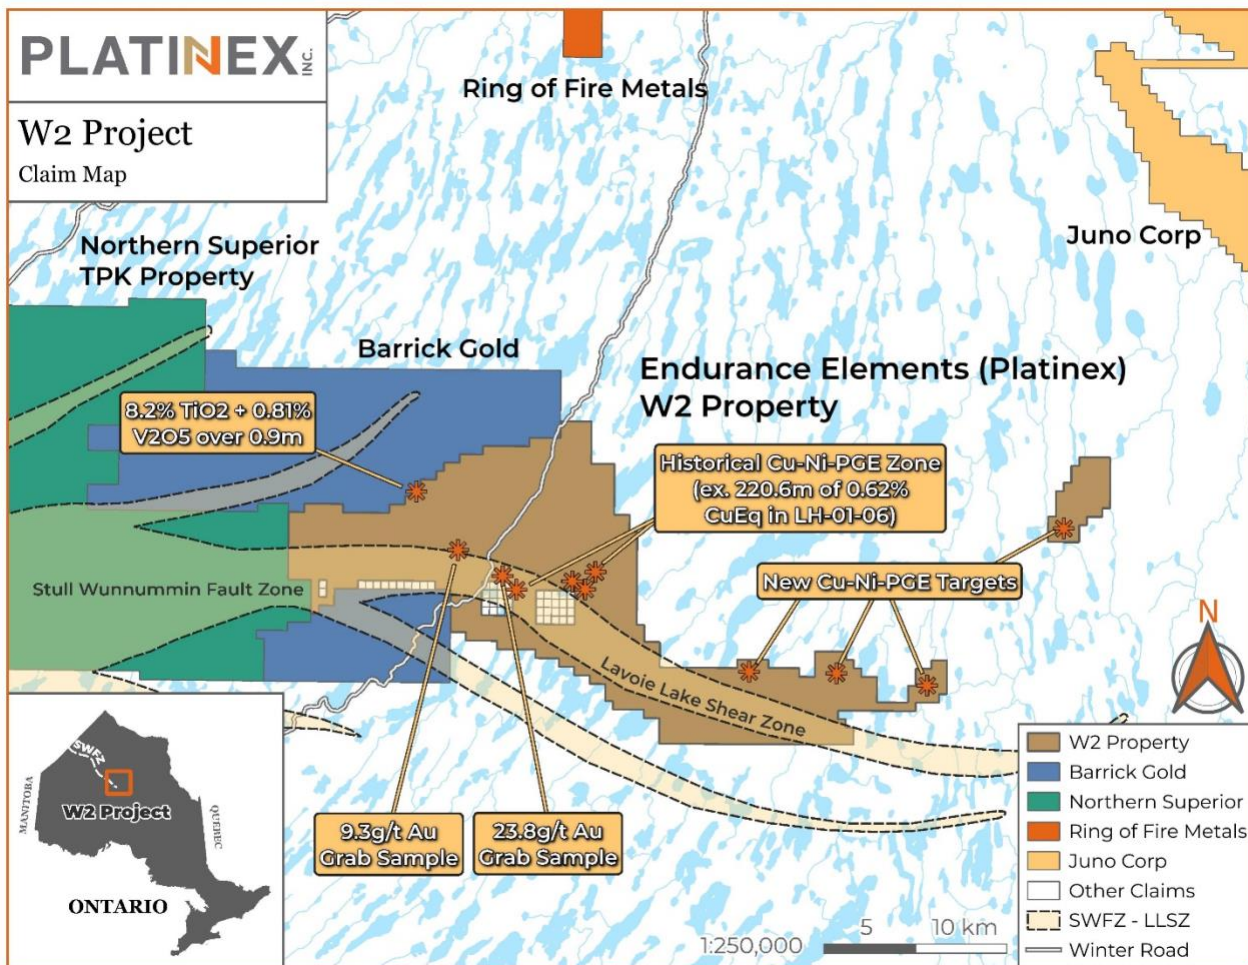 PLATINEX INC.
W2 Project
Claim Map
Ring of Fire Metals
Juno Corp
Northern Superior
TPK Property
Barrick Gold
Endurance Elements (Platinex)
W2 Property
8.2% TiO2 + 0.81%
V2O5 over 0.9m
Historical Cu-Ni-PGE Zone
(ex. 220.6m of 0.62%
CuEq in LH-01-06)
New Cu-Ni-PGE Targets
Stull Wunnummin Fault Zone
Lavoie Lake Shear Zone
9.3g/t Au
Grab Sample
23.8g/t Au
Grab Sample
N
SWFZ
W2 Project
MANITOBA
QUEBEC
ONTARIO
W2 Property
Barrick Gold
Northern Superior
Ring of Fire Metals
Juno Corp
Other Claims
SWFZ - LLSZ
Winter Road
1:250,000
5 10 km